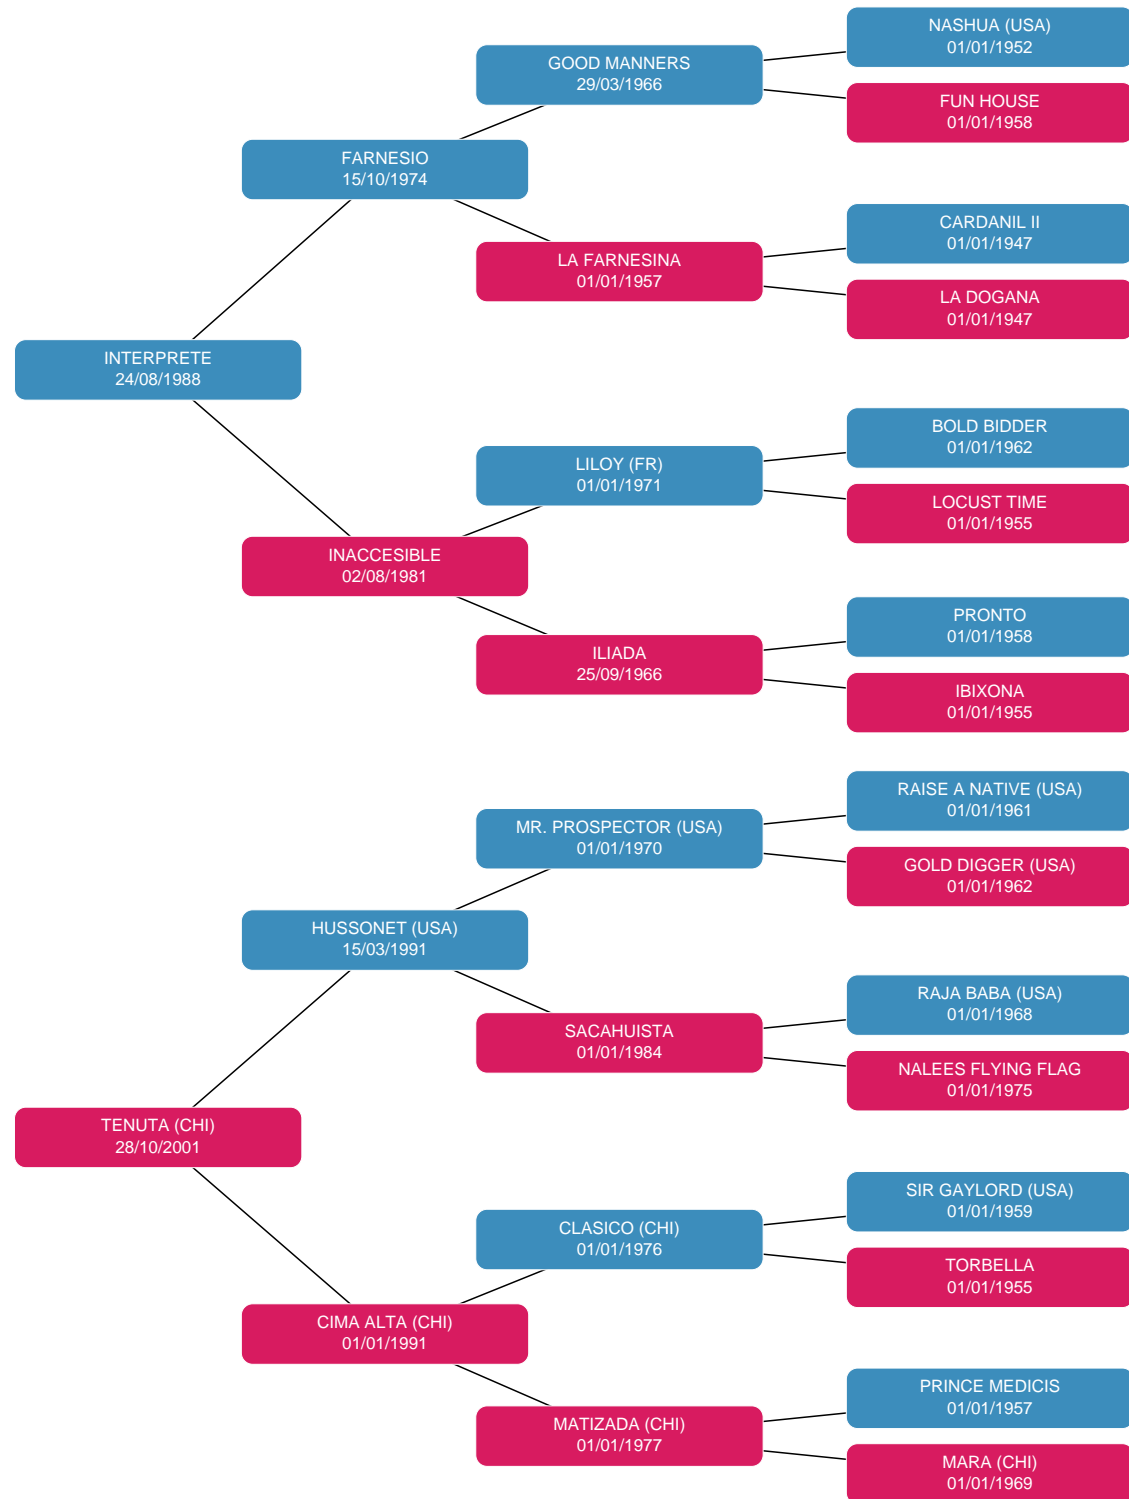 NASHUA (USA)
01/01/1952
GOOD MANNERS
29/03/1966
FUN HOUSE
01/01/1958
FARNESIO
15/10/1974
CARDANIL II
01/01/1947
LA FARNESINA
01/01/1957
LA DOGANA
01/01/1947
INTERPRETE
24/08/1988
BOLD BIDDER
01/01/1962
LILOY (FR)
01/01/1971
LOCUST TIME
01/01/1955
INACCESIBLE
02/08/1981
PRONTO
01/01/1958
ILIADA
25/09/1966
IBIXONA
01/01/1955
RAISE A NATIVE (USA)
01/01/1961
MR. PROSPECTOR (USA)
01/01/1970
GOLD DIGGER (USA)
01/01/1962
HUSSONET (USA)
15/03/1991
RAJA BABA (USA)
01/01/1968
SACAHUISTA
01/01/1984
NALEES FLYING FLAG
01/01/1975
TENUTA (CHI)
28/10/2001
SIR GAYLORD (USA)
01/01/1959
CLASICO (CHI)
01/01/1976
TORBELLA
01/01/1955
CIMA ALTA (CHI)
01/01/1991
PRINCE MEDICIS
01/01/1957
MATIZADA (CHI)
01/01/1977
MARA (CHI)
01/01/1969